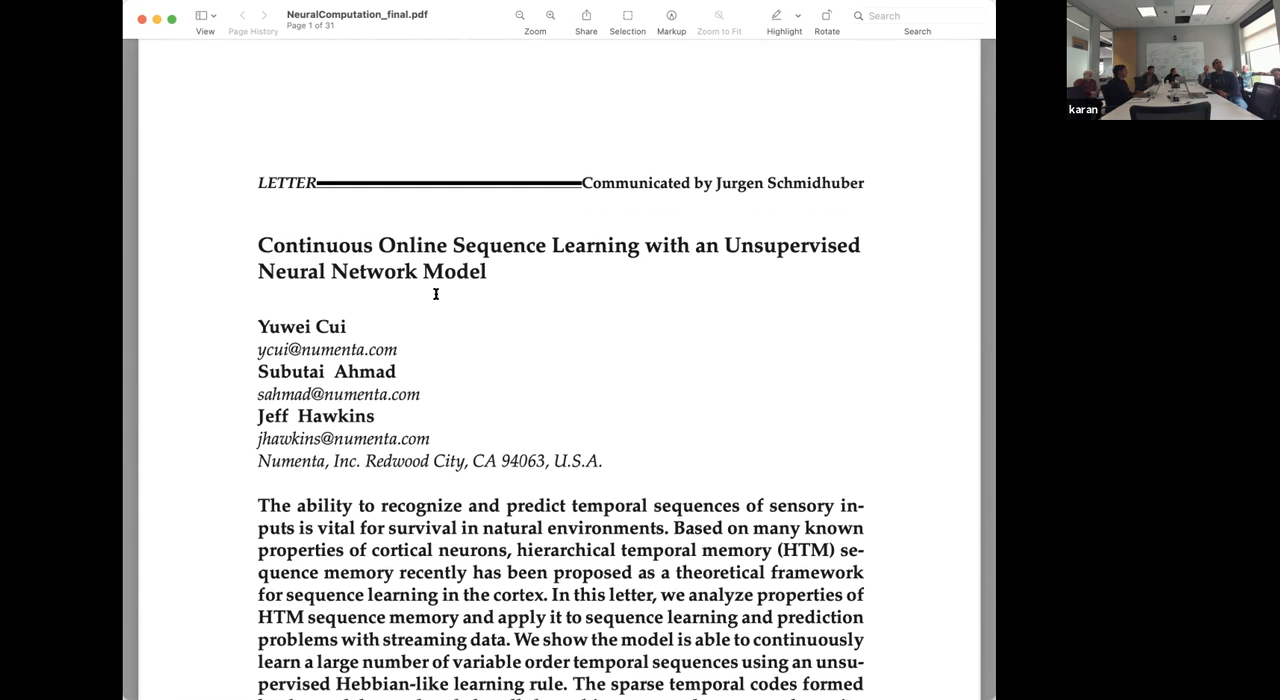 NeuralComputation_final.pdf
Page 1 of 31
View
Page History
Zoom
Share
Selection
Markup
Zoom to Fit
Highlight
Rotate
Search
Search
karan
LETTER Communicated by Jurgen Schmidhuber
Continuous Online Sequence Learning with an Unsupervised
Neural Network Model
Yuwei Cui
ycui@numenta.com
Subutai Ahmad
sahmad@numenta.com
Jeff Hawkins
jhawkins@numenta.com
Numenta, Inc. Redwood City, CA 94063, U.S.A.
The ability to recognize and predict temporal sequences of sensory in-
puts is vital for survival in natural environments. Based on many known
properties of cortical neurons, hierarchical temporal memory (HTM) se-
quence memory recently has been proposed as a theoretical framework
for sequence learning in the cortex. In this letter, we analyze properties of
HTM sequence memory and apply it to sequence learning and prediction
problems with streaming data. We show the model is able to continuously
learn a large number of variable order temporal sequences using an unsu-
pervised Hebbian-like learning rule. The sparse temporal codes formed